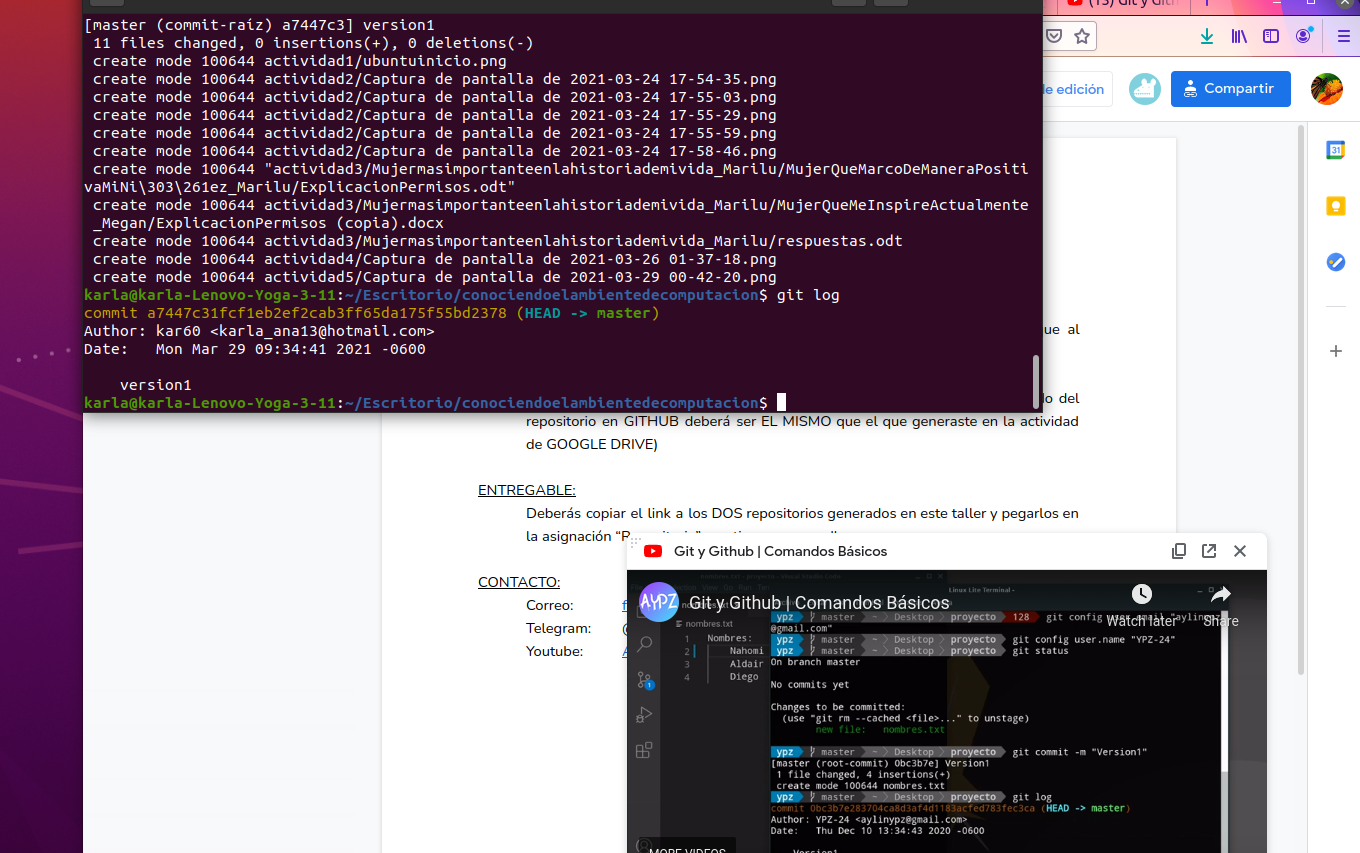 [master (commit-raíz) a7447c3] version1
 11 files changed, 0 insertions(+), 0 deletions(-)
 create mode 100644 actividad1/ubuntuinicio.png
 create mode 100644 actividad2/Captura de pantalla de 2021-03-24 17-54-35.png
 create mode 100644 actividad2/Captura de pantalla de 2021-03-24 17-55-03.png
 create mode 100644 actividad2/Captura de pantalla de 2021-03-24 17-55-29.png
 create mode 100644 actividad2/Captura de pantalla de 2021-03-24 17-55-59.png
 create mode 100644 actividad2/Captura de pantalla de 2021-03-24 17-58-46.png
 create mode 100644 "actividad3/Mujermasimportanteenlahistoriademivida_Marilu/MujerQueMarcoDeManeraPositi
vaMiNi\303\261ez_Marilu/ExplicacionPermisos.odt"
 create mode 100644 actividad3/Mujermasimportanteenlahistoriademivida_Marilu/MujerQueMeInspireActualmente
_Megan/ExplicacionPermisos (copia).docx
 create mode 100644 actividad3/Mujermasimportanteenlahistoriademivida_Marilu/respuestas.odt
 create mode 100644 actividad4/Captura de pantalla de 2021-03-26 01-37-18.png
 create mode 100644 actividad5/Captura de pantalla de 2021-03-29 00-42-20.png
karla@karla-Lenovo-Yoga-3-11:~/Escritorio/conociendoelambientedecomputacion$ git log
commit a7447c31fcf1eb2ef2cab3ff65da175f55bd2378 (HEAD -> master)
Author: kar60 <karla_ana13@hotmail.com>
Date:   Mon Mar 29 09:34:41 2021 -0600
    version1
karla@karla-Lenovo-Yoga-3-11:~/Escritorio/conociendoelambientedecomputacion$
(13) Git y Gith
de edición
Compartir
31
ue al
do del
repositorio en GITHUB deberá ser EL MISMO que el que generaste en la actividad
de GOOGLE DRIVE)
ENTREGABLE:
Deberás copiar el link a los DOS repositorios generados en este taller y pegarlos en
la asignación
CONTACTO:
Correo:
Telegram: @
Youtube: A
Git y Github | Comandos Básicos
AYPZ Git y Github | Comandos Básicos
Watch later
Share
Linux Lite Terminal -
nombres.txt
1 Nombres:
2 Nahomi
3 Aldair
4 Diego
1
ypz master ~ Desktop proyecto 128 git config user.email "aylin
@gmail.com"
ypz master ~ Desktop proyecto git config user.name "YPZ-24"
ypz master ~ Desktop proyecto git status
On branch master
No commits yet
Changes to be committed:
  (use "git rm --cached <file>..." to unstage)
        new file:   nombres.txt
ypz master ~ Desktop proyecto git commit -m "Version1"
[master (root-commit) 0bc3b7e] Version1
 1 file changed, 4 insertions(+)
 create mode 100644 nombres.txt
ypz master ~ Desktop proyecto git log
commit 0bc3b7e283704ca8d3af4d1183acfed783fec3ca (HEAD -> master)
Author: YPZ-24 <aylinypz@gmail.com>
Date:   Thu Dec 10 13:34:43 2020 -0600
    Version1
MORE VIDEOS